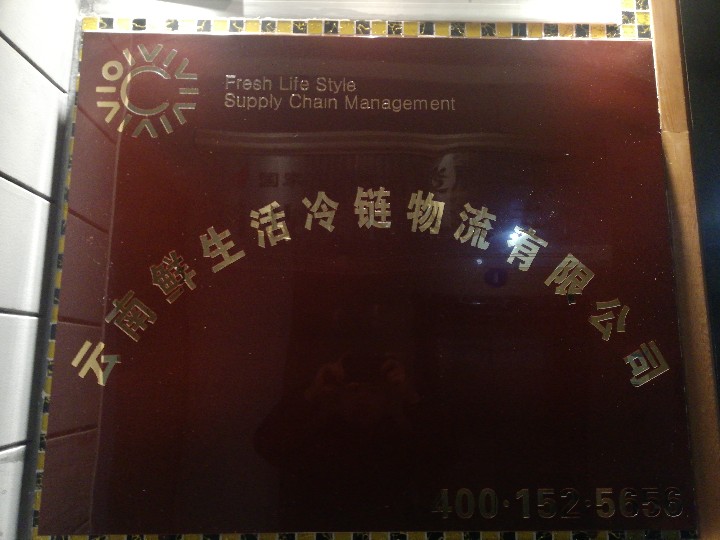 Fresh Life Style
Supply Chain Management
云南鲜生活冷链物流有限公司
400·152·5656